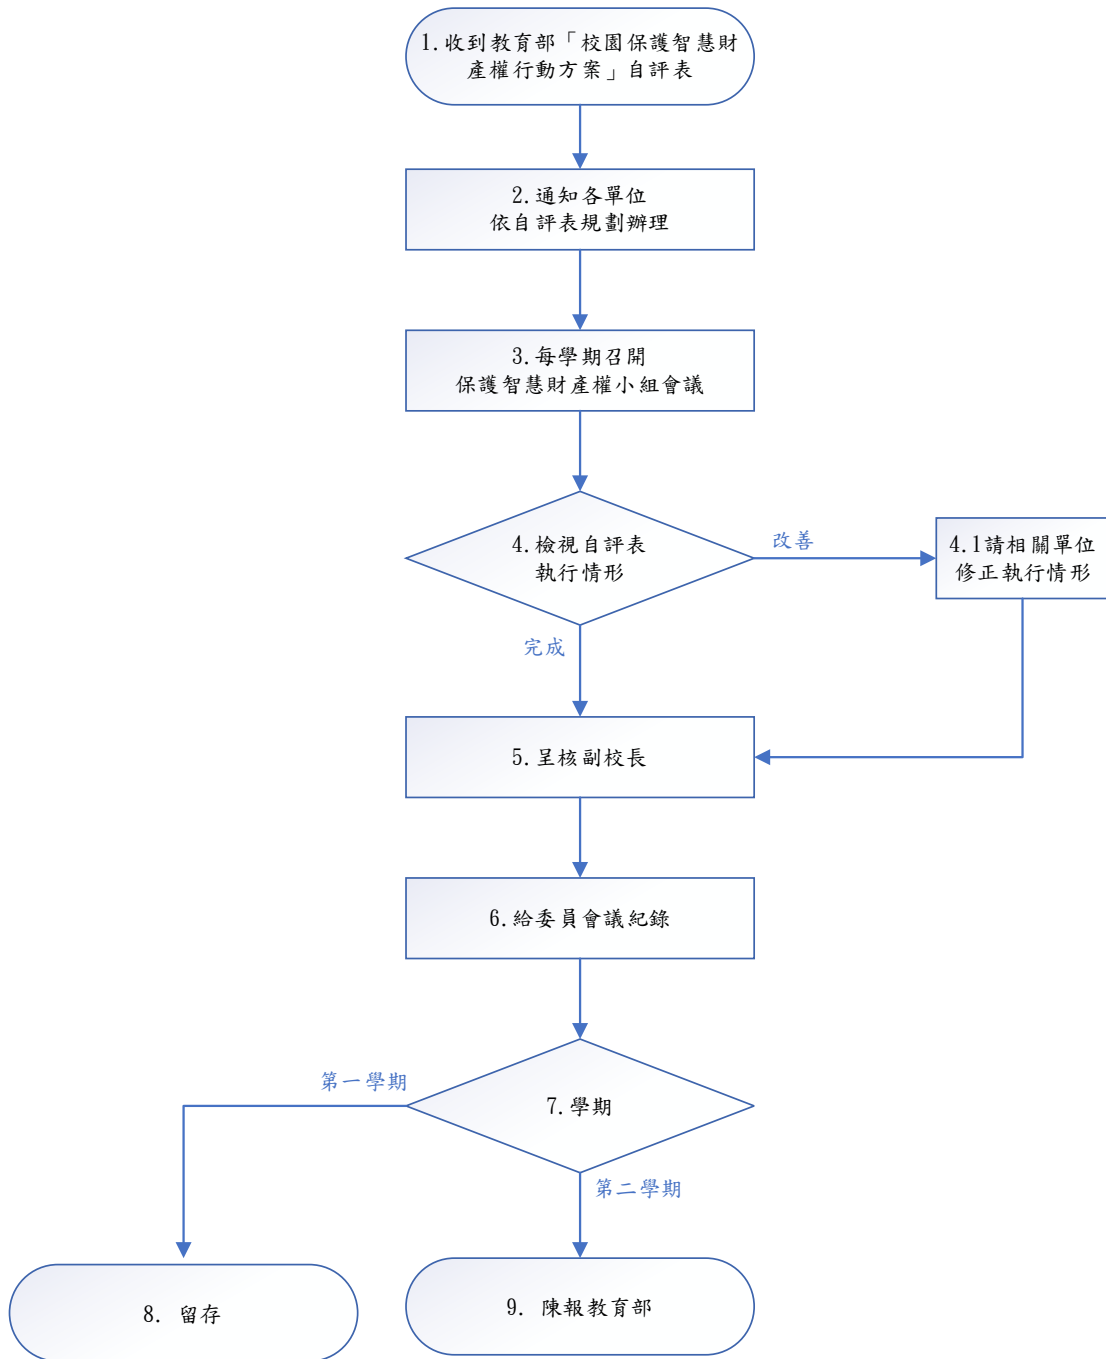 1.收到教育部「校園保護智慧財
產權行動方案」自評表
2.通知各單位
依自評表規劃辦理
3.每學期召開
保護智慧財產權小組會議
4.檢視自評表
執行情形
改善
4.1請相關單位
修正執行情形
完成
5.呈核副校長
6.給委員會議紀錄
7.學期
第一學期
第二學期
8. 留存
9. 陳報教育部